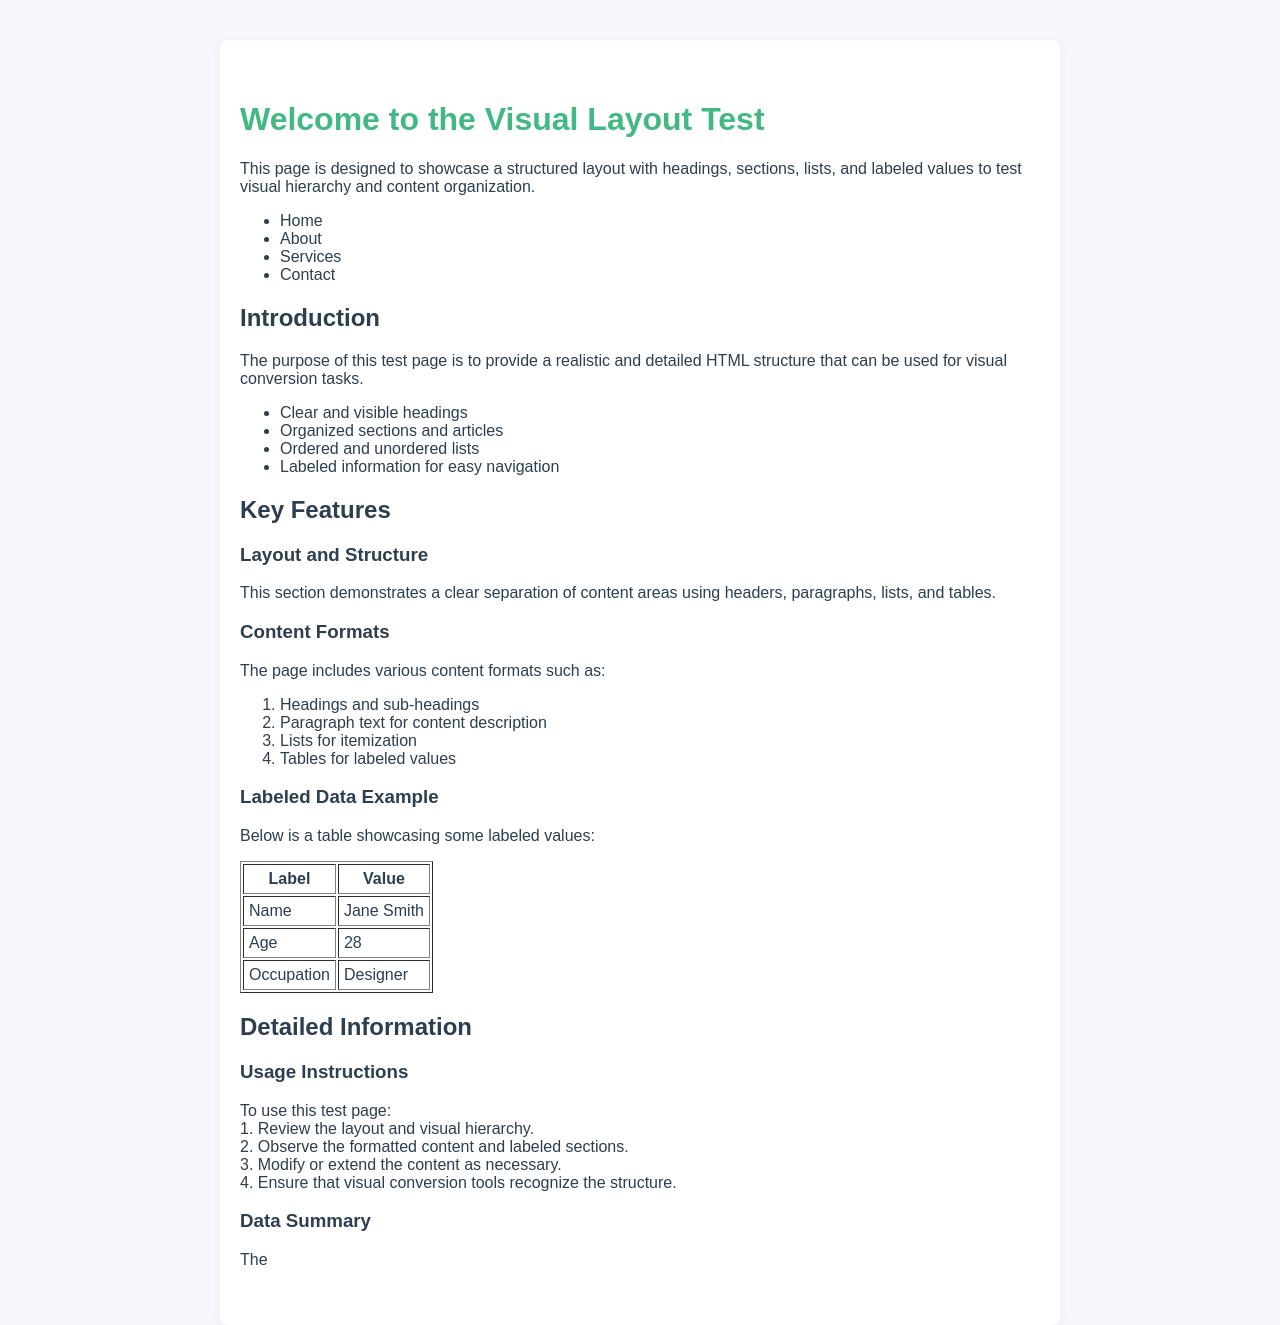 Welcome to the Visual Layout Test
This page is designed to showcase a structured layout with headings, sections, lists, and labeled values to test
visual hierarchy and content organization.
• Home
• About
• Services
• Contact
Introduction
The purpose of this test page is to provide a realistic and detailed HTML structure that can be used for visual
conversion tasks.
• Clear and visible headings
• Organized sections and articles
• Ordered and unordered lists
• Labeled information for easy navigation
Key Features
Layout and Structure
This section demonstrates a clear separation of content areas using headers, paragraphs, lists, and tables.
Content Formats
The page includes various content formats such as:
1. Headings and sub-headings
2. Paragraph text for content description
3. Lists for itemization
4. Tables for labeled values
Labeled Data Example
Below is a table showcasing some labeled values:
Label Value
Name Jane Smith
Age 28
Occupation Designer
Detailed Information
Usage Instructions
To use this test page:
1. Review the layout and visual hierarchy.
2. Observe the formatted content and labeled sections.
3. Modify or extend the content as necessary.
4. Ensure that visual conversion tools recognize the structure.
Data Summary
The